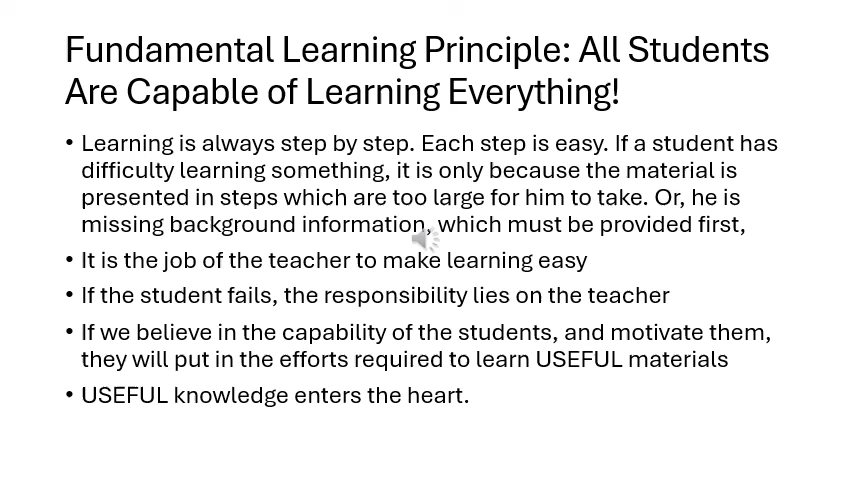 Fundamental Learning Principle: All Students
Are Capable of Learning Everything!
• Learning is always step by step. Each step is easy. If a student has
difficulty learning something, it is only because the material is
presented in steps which are too large for him to take. Or, he is
missing background information, which must be provided first,
• It is the job of the teacher to make learning easy
• If the student fails, the responsibility lies on the teacher
• If we believe in the capability of the students, and motivate them,
they will put in the efforts required to learn USEFUL materials
• USEFUL knowledge enters the heart.